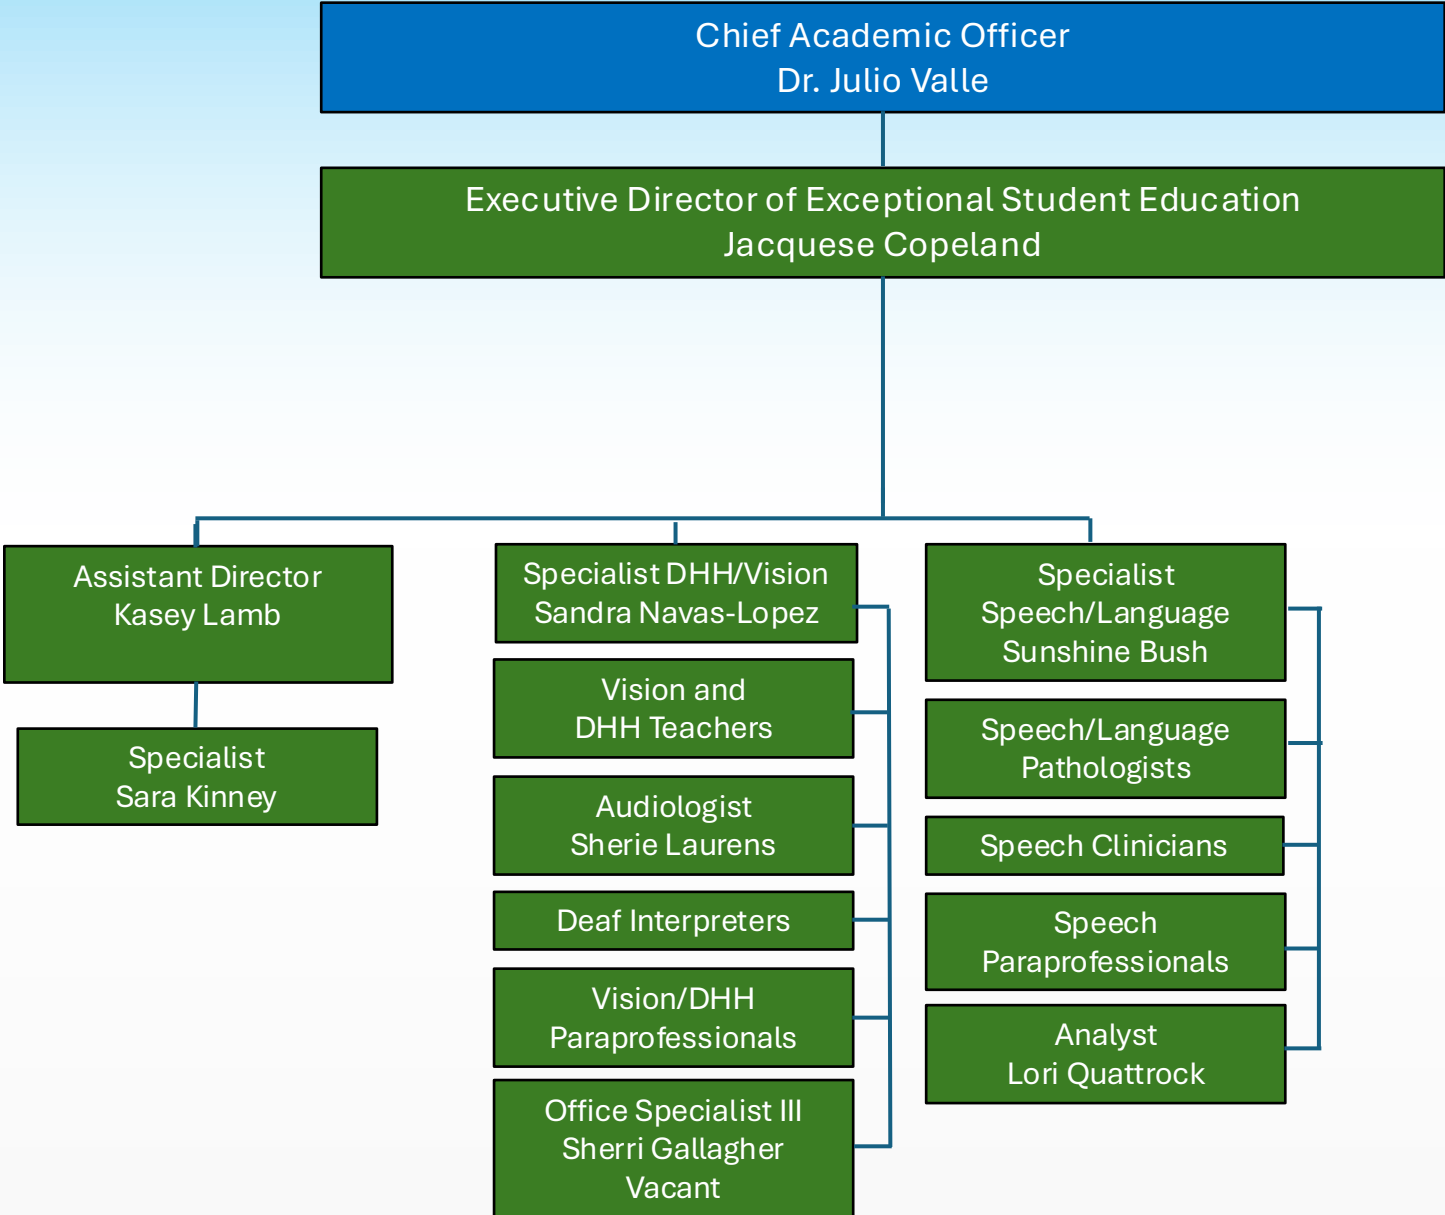 Chief Academic Officer
Dr. Julio Valle
Executive Director of Exceptional Student Education
Jacquese Copeland
Assistant Director
Kasey Lamb
Specialist
Sara Kinney
Specialist DHH/Vision
Sandra Navas-Lopez
Vision and
DHH Teachers
Audiologist
Sherie Laurens
Deaf Interpreters
Vision/DHH
Paraprofessionals
Office Specialist III
Sherri Gallagher
Vacant
Specialist
Speech/Language
Sunshine Bush
Speech/Language
Pathologists
Speech Clinicians
Speech
Paraprofessionals
Analyst
Lori Quattrock